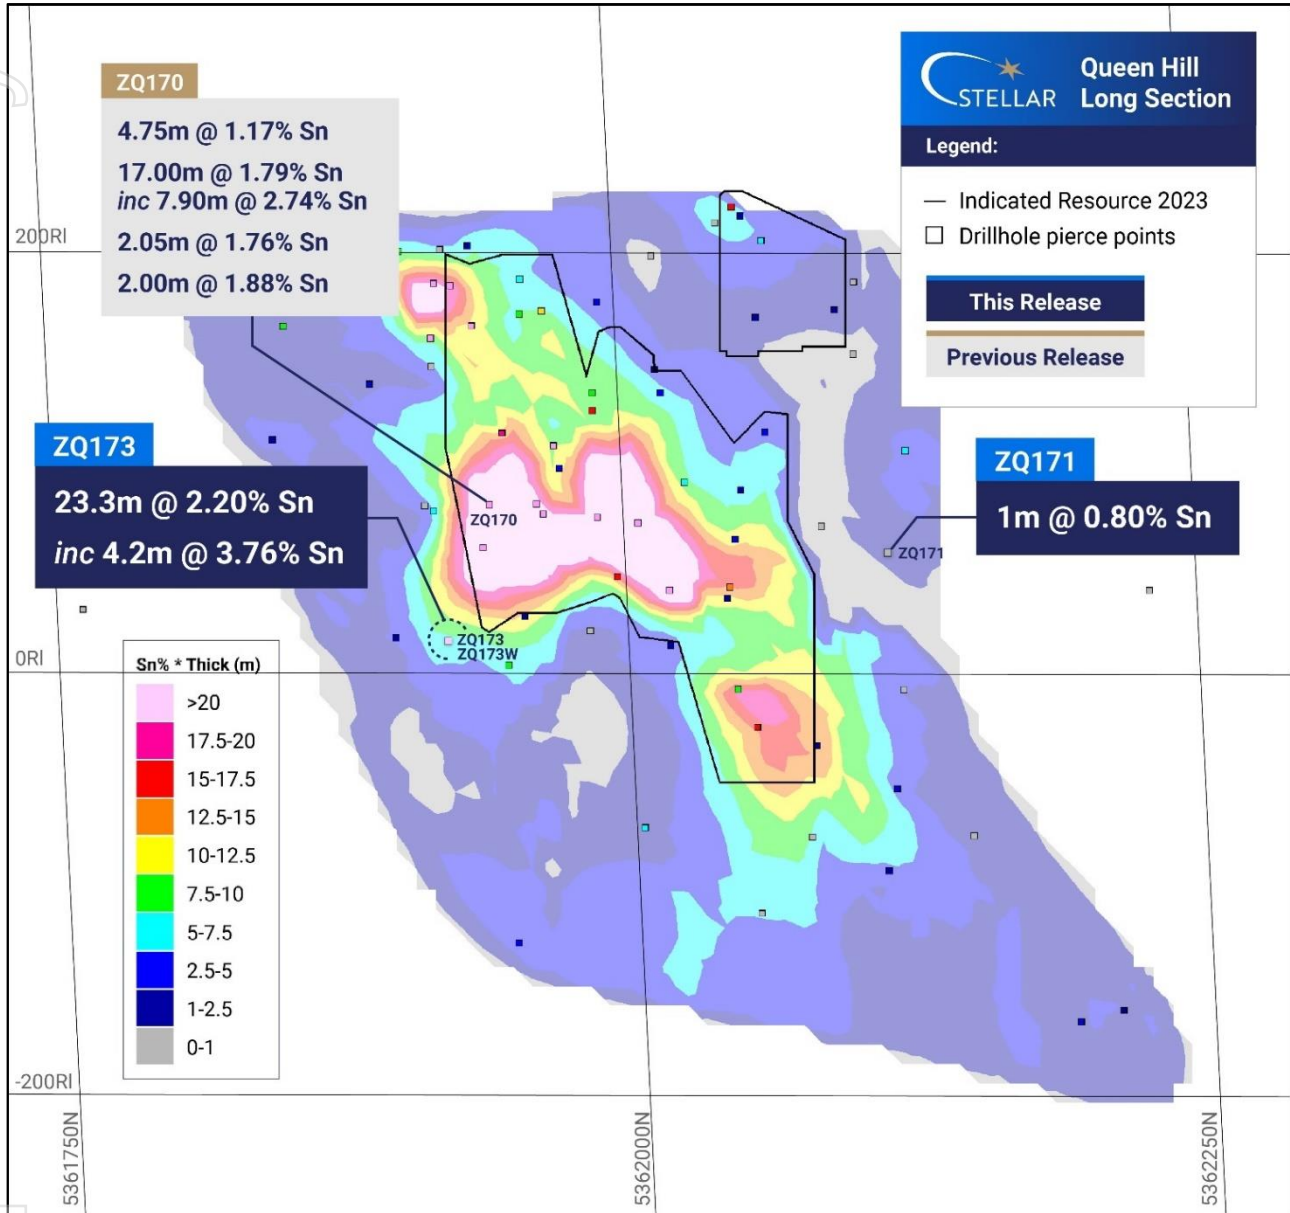 ZQ170
4.75m @ 1.17% Sn
17.00m @ 1.79% Sn
inc 7.90m @ 2.74% Sn
2.05m @ 1.76% Sn
2.00m @ 1.88% Sn
STELLAR
Queen Hill
Long Section
Legend:
Indicated Resource 2023
Drillhole pierce points
This Release
Previous Release
200Rl
ZQ173
23.3m @ 2.20% Sn
inc 4.2m @ 3.76% Sn
ZQ171
1m @ 0.80% Sn
ZQ170
ZQ171
ZQ173
ZQ173W
0Rl
Sn% * Thick (m)
>20
17.5-20
15-17.5
12.5-15
10-12.5
7.5-10
5-7.5
2.5-5
1-2.5
0-1
-200Rl
5361750N
5362000N
5362250N